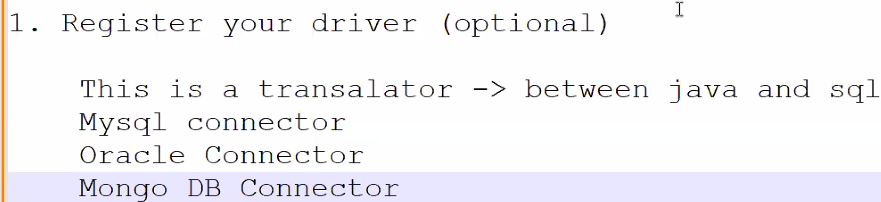 1. Register your driver (optional)
This is a transalator -> between java and sql
Mysql connector
Oracle Connector
Mongo DB Connector